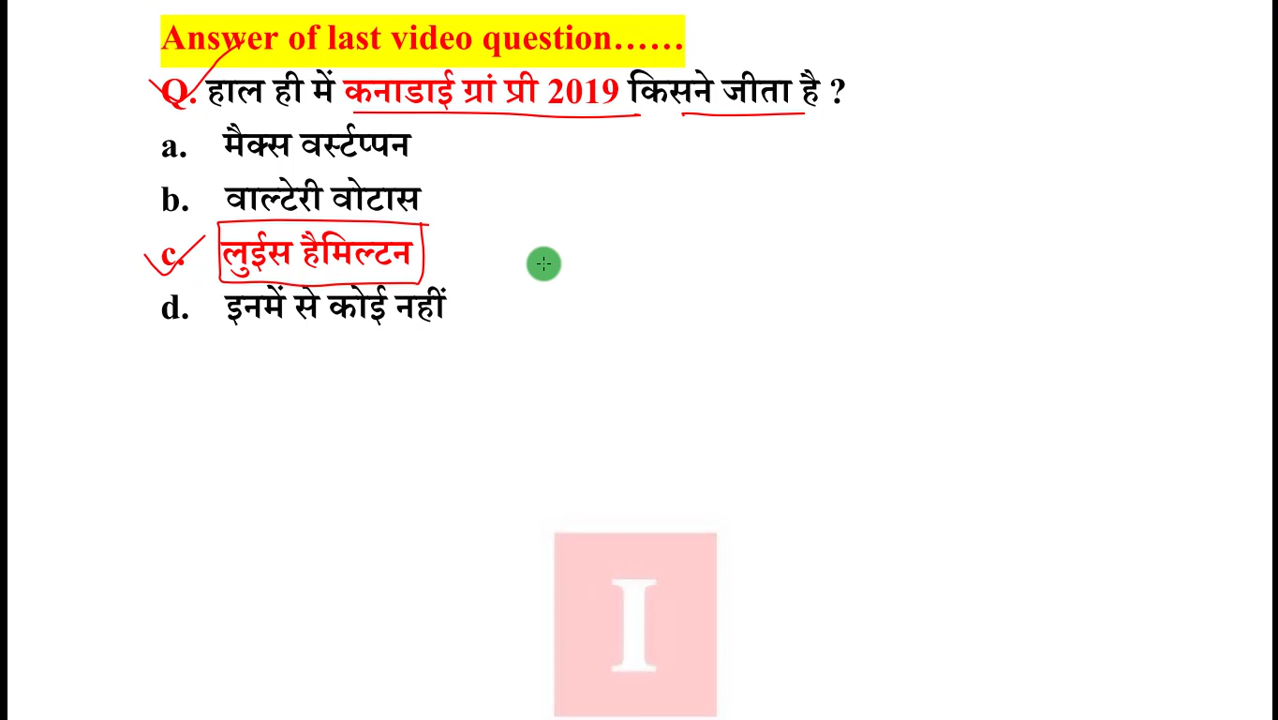 Answer of last video question......
Q. हाल ही में कनाडाई ग्रां प्री 2019 किसने जीता है ?
a. मैक्स वर्स्टप्पन
b. वाल्टेरी वोटास
c. लुईस हैमिल्टन
d. इनमें से कोई नहीं
I